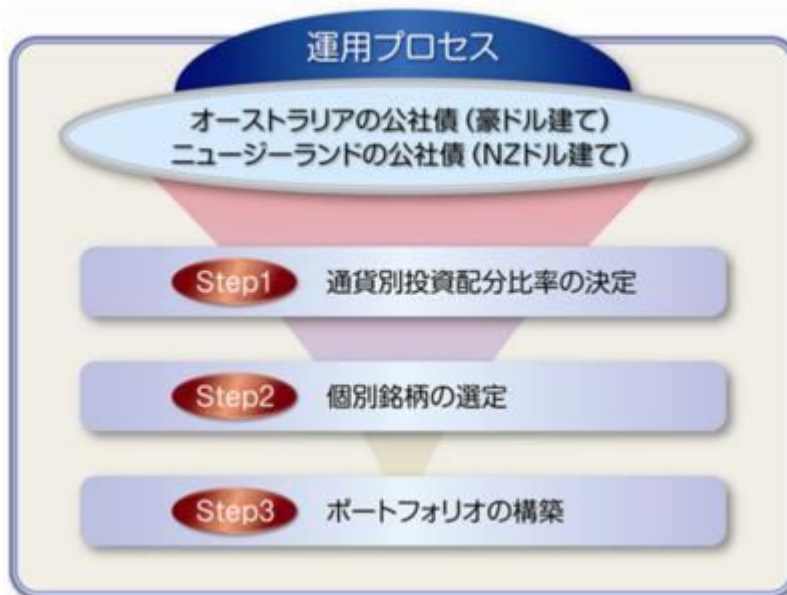 運用プロセス
オーストラリアの公社債(豪ドル建て)
ニュージーランドの公社債(NZドル建て)
Step1 通貨別投資配分比率の決定
Step2 個別銘柄の選定
Step3 ポートフォリオの構築